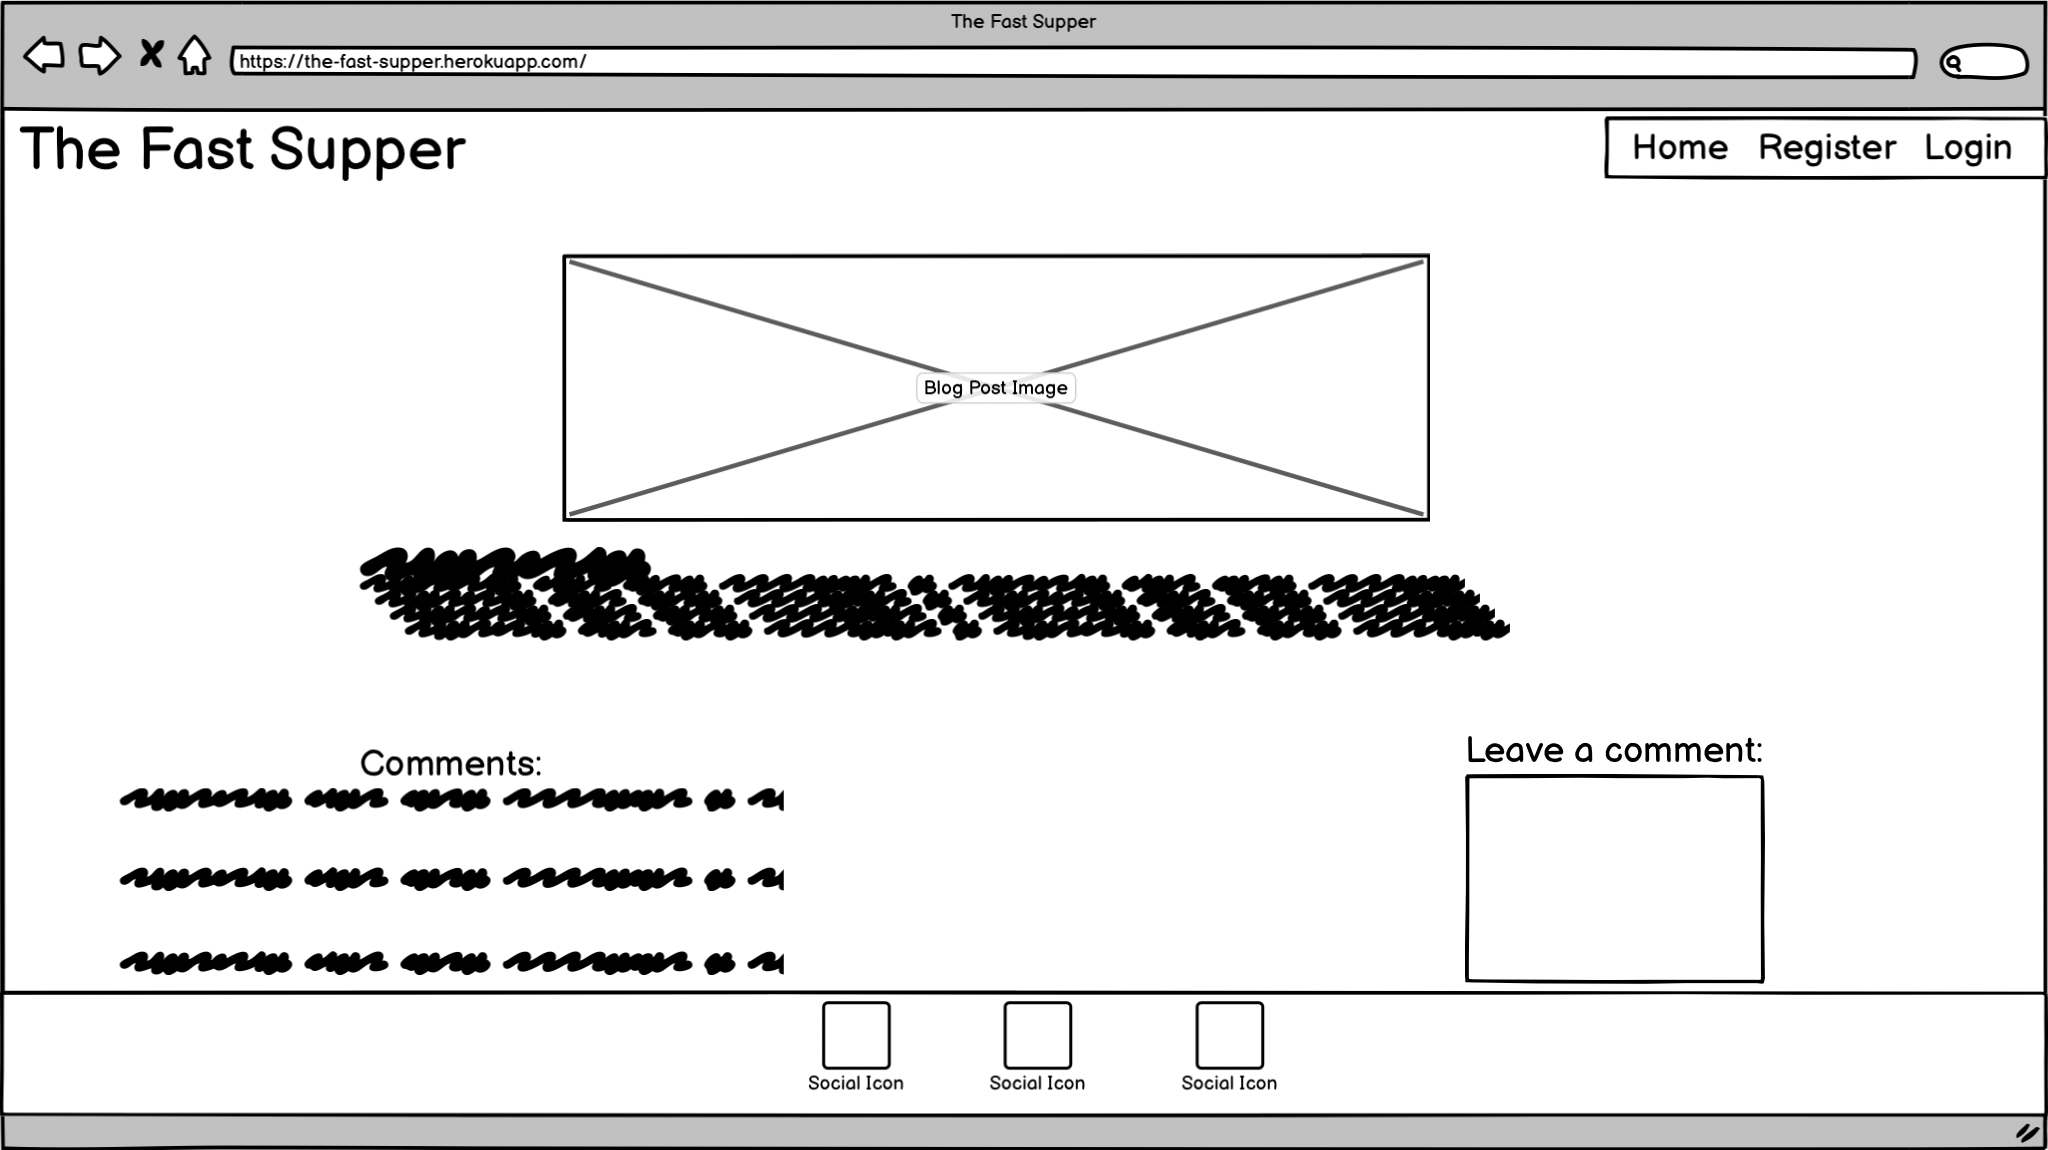 The Fast Supper
https://the-fast-supper.herokuapp.com/
The Fast Supper
Home Register Login
Blog Post Image
Comments:
Leave a comment:
Social Icon Social Icon Social Icon